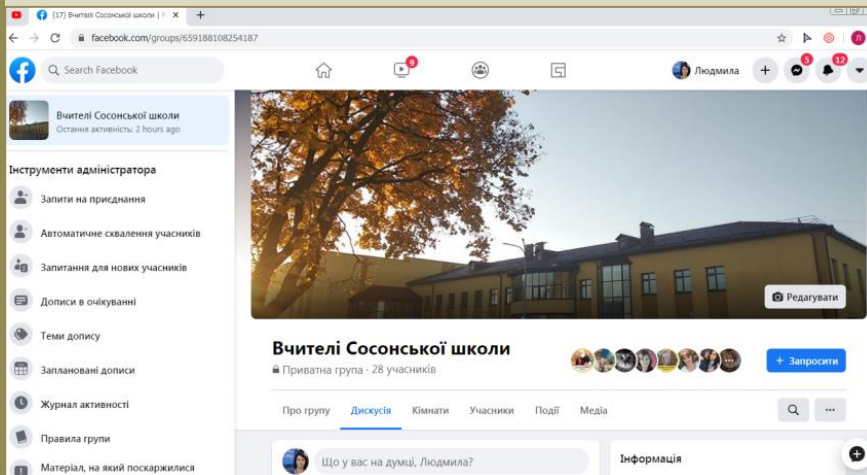 (17) Вчителі Сосонської школи | F
facebook.com/groups/659188108254187
Л
Search Facebook
9
Людмила
5
12
Вчителі Сосонської школи
Остання активність: 2 hours ago
Інструменти адміністратора
Запити на приєднання
Автоматичне схвалення учасників
Запитання для нових учасників
Дописи в очікуванні
Теми допису
Заплановані дописи
Журнал активності
Правила групи
Матеріал, на який поскаржилися
Редагувати
Вчителі Сосонської школи
Приватна група · 28 учасників
+ Запросити
Про групу Дискусія Кімнати Учасники Події Медіа
Що у вас на думці, Людмила?
Інформація